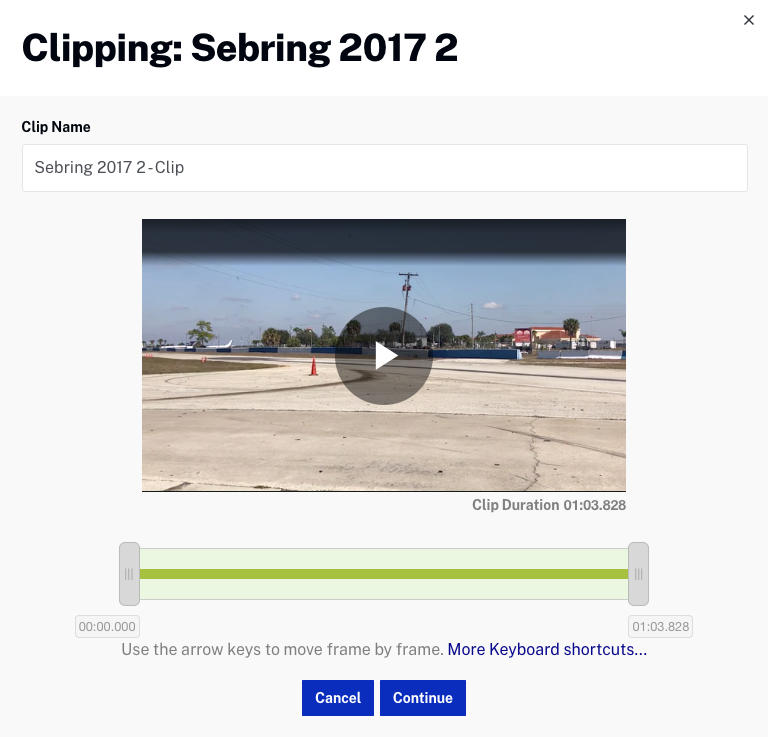 Clipping: Sebring 2017 2
Clip Name
Sebring 2017 2 - Clip
Clip Duration 01:03.828
00:00.000
01:03.828
Use the arrow keys to move frame by frame. More Keyboard shortcuts...
Cancel
Continue